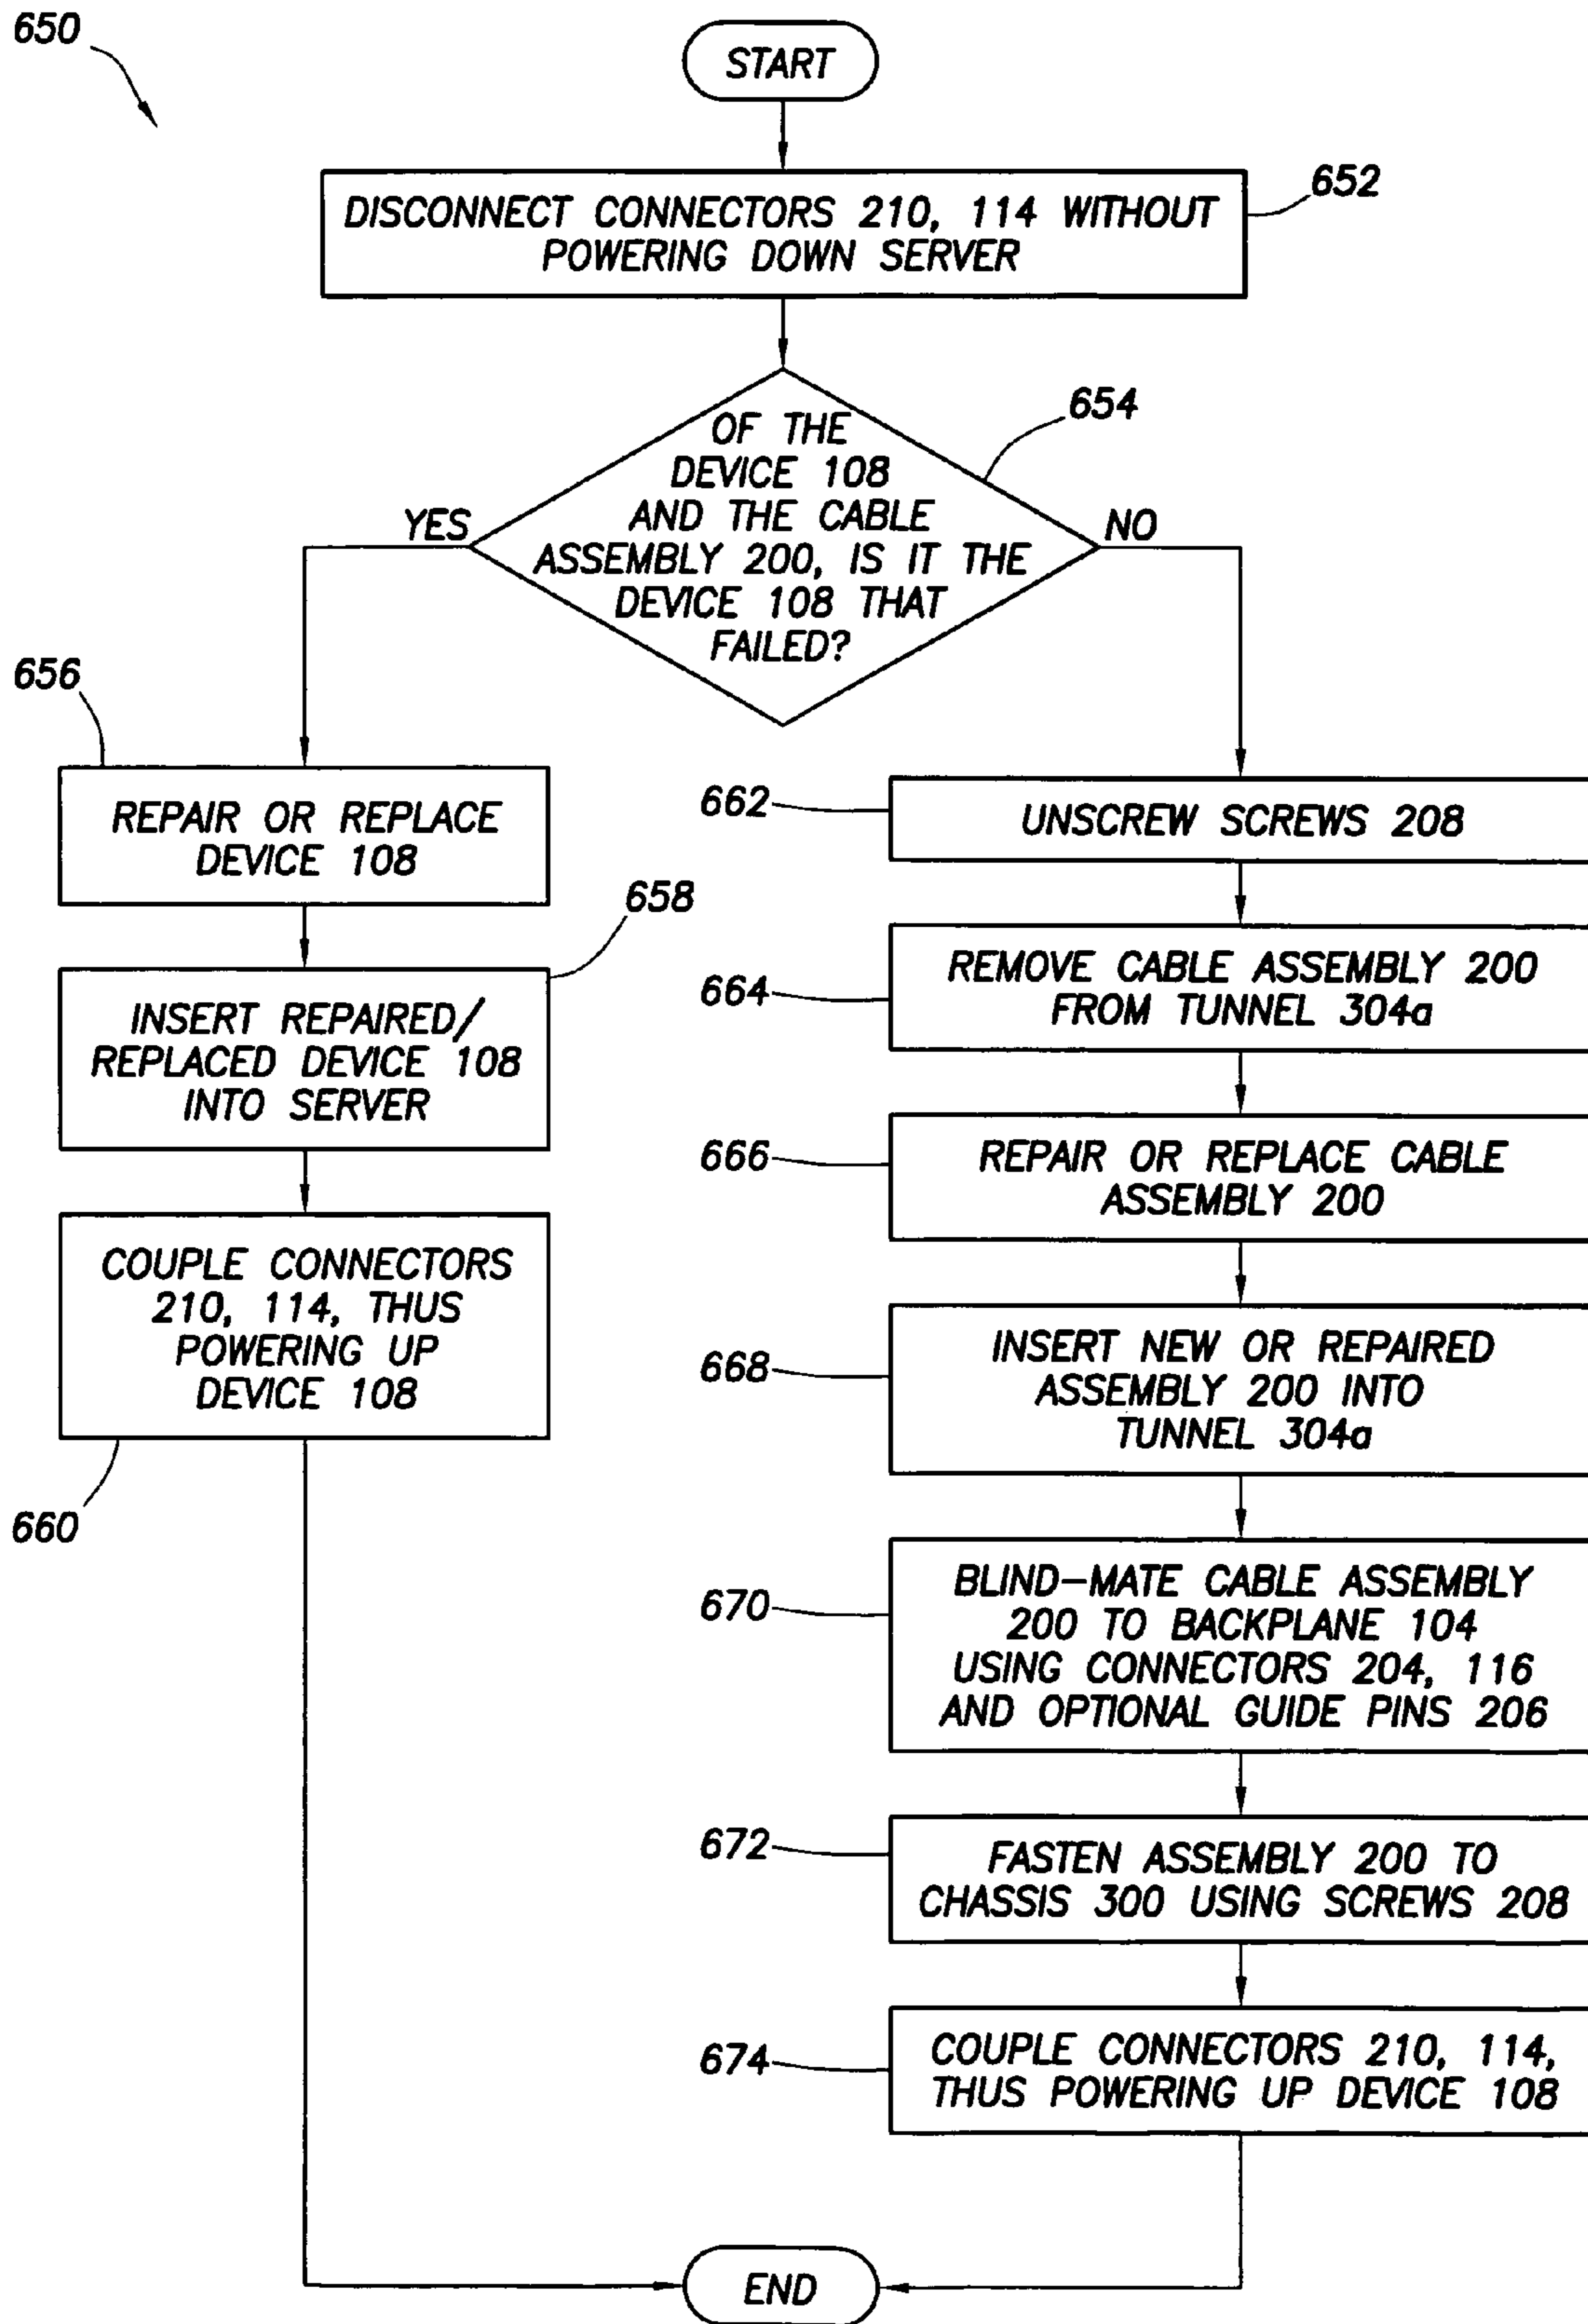 650
START
652
DISCONNECT CONNECTORS 210, 114 WITHOUT
POWERING DOWN SERVER
654
OF THE
DEVICE 108
AND THE CABLE
ASSEMBLY 200, IS IT THE
DEVICE 108 THAT
FAILED?
YES
NO
656
REPAIR OR REPLACE
DEVICE 108
658
INSERT REPAIRED/
REPLACED DEVICE 108
INTO SERVER
COUPLE CONNECTORS
210, 114, THUS
POWERING UP
DEVICE 108
660
662
UNSCREW SCREWS 208
664
REMOVE CABLE ASSEMBLY 200
FROM TUNNEL 304a
666
REPAIR OR REPLACE CABLE
ASSEMBLY 200
668
INSERT NEW OR REPAIRED
ASSEMBLY 200 INTO
TUNNEL 304a
670
BLIND-MATE CABLE ASSEMBLY
200 TO BACKPLANE 104
USING CONNECTORS 204, 116
AND OPTIONAL GUIDE PINS 206
672
FASTEN ASSEMBLY 200 TO
CHASSIS 300 USING SCREWS 208
674
COUPLE CONNECTORS 210, 114,
THUS POWERING UP DEVICE 108
END